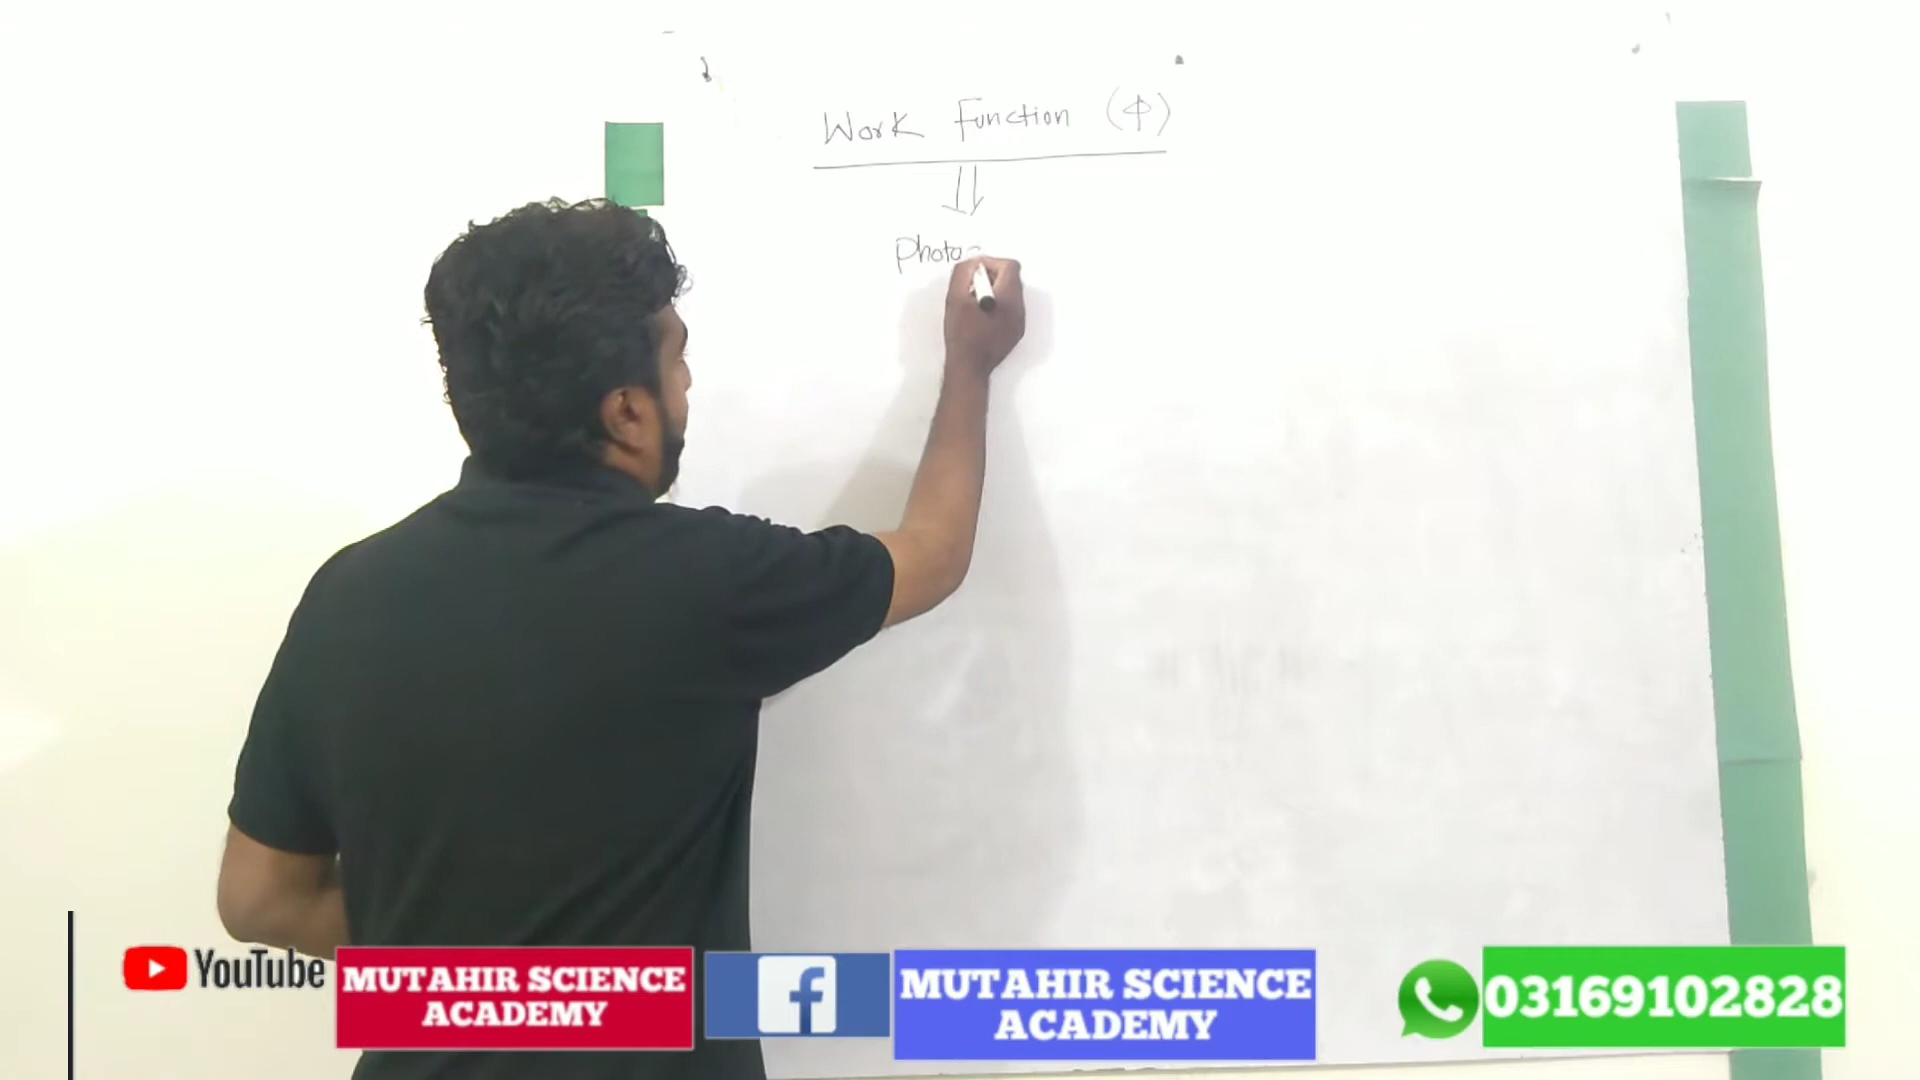 Work Function (ϕ)
Photo
YouTube
MUTAHIR SCIENCE
ACADEMY
MUTAHIR SCIENCE
ACADEMY
03169102828